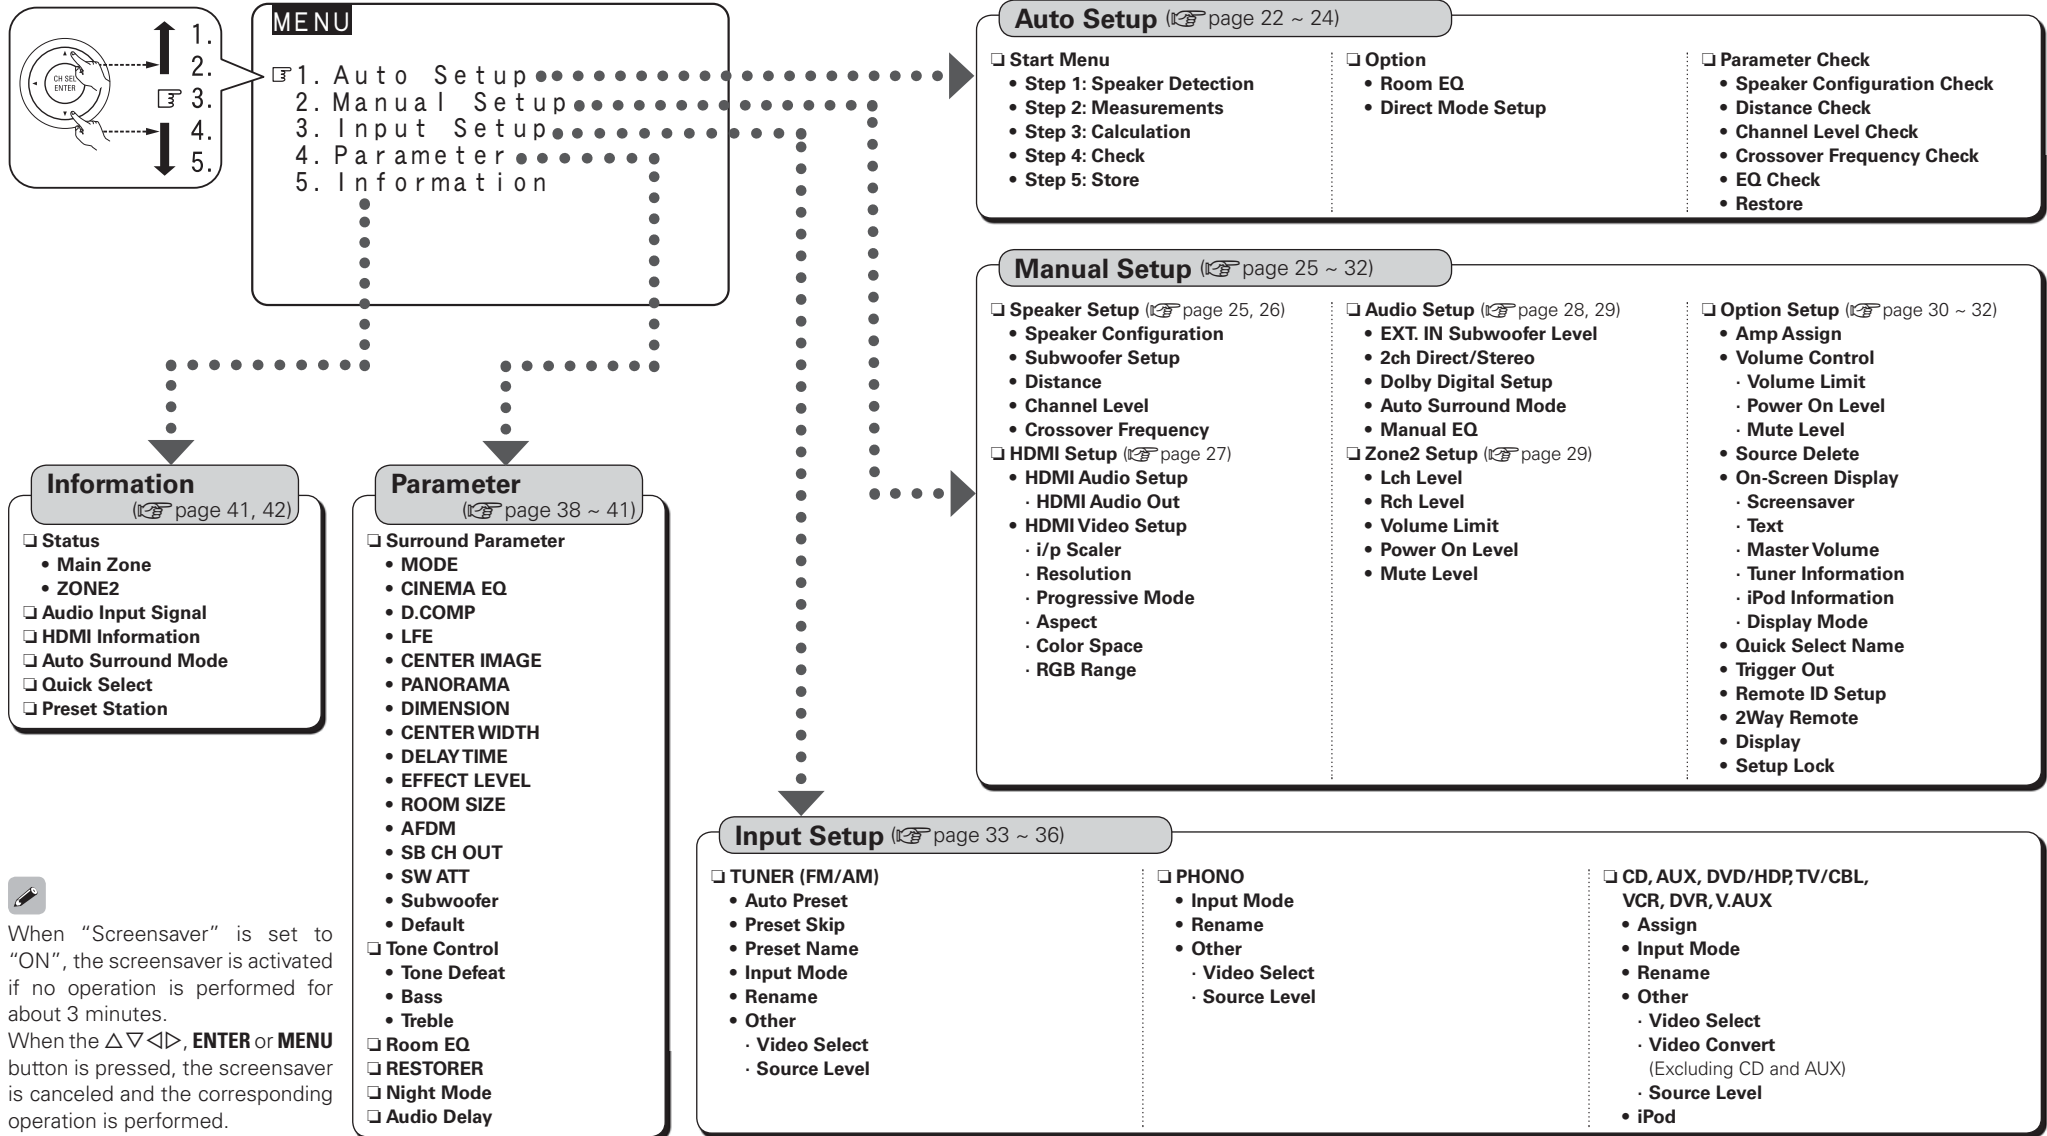 1.
2.
3.
4.
5.
CH SEL
ENTER
MENU
1. Auto Setup
2. Manual Setup
3. Input Setup
4. Parameter
5. Information
Auto Setup (page 22 ~ 24)
❏ Start Menu
• Step 1: Speaker Detection
• Step 2: Measurements
• Step 3: Calculation
• Step 4: Check
• Step 5: Store
❏ Option
• Room EQ
• Direct Mode Setup
❏ Parameter Check
• Speaker Configuration Check
• Distance Check
• Channel Level Check
• Crossover Frequency Check
• EQ Check
• Restore
Manual Setup (page 25 ~ 32)
❏ Speaker Setup (page 25, 26)
• Speaker Configuration
• Subwoofer Setup
• Distance
• Channel Level
• Crossover Frequency
❏ HDMI Setup (page 27)
• HDMI Audio Setup
· HDMI Audio Out
• HDMI Video Setup
· i/p Scaler
· Resolution
· Progressive Mode
· Aspect
· Color Space
· RGB Range
❏ Audio Setup (page 28, 29)
• EXT. IN Subwoofer Level
• 2ch Direct/Stereo
• Dolby Digital Setup
• Auto Surround Mode
• Manual EQ
❏ Zone2 Setup (page 29)
• Lch Level
• Rch Level
• Volume Limit
• Power On Level
• Mute Level
❏ Option Setup (page 30 ~ 32)
• Amp Assign
• Volume Control
· Volume Limit
· Power On Level
· Mute Level
• Source Delete
• On-Screen Display
· Screensaver
· Text
· Master Volume
· Tuner Information
· iPod Information
· Display Mode
• Quick Select Name
• Trigger Out
• Remote ID Setup
• 2Way Remote
• Display
• Setup Lock
Information
(page 41, 42)
❏ Status
• Main Zone
• ZONE2
❏ Audio Input Signal
❏ HDMI Information
❏ Auto Surround Mode
❏ Quick Select
❏ Preset Station
Parameter
(page 38 ~ 41)
❏ Surround Parameter
• MODE
• CINEMA EQ
• D.COMP
• LFE
• CENTER IMAGE
• PANORAMA
• DIMENSION
• CENTER WIDTH
• DELAY TIME
• EFFECT LEVEL
• ROOM SIZE
• AFDM
• SB CH OUT
• SW ATT
• Subwoofer
• Default
❏ Tone Control
• Tone Defeat
• Bass
• Treble
❏ Room EQ
❏ RESTORER
❏ Night Mode
❏ Audio Delay
Input Setup (page 33 ~ 36)
❏ TUNER (FM/AM)
• Auto Preset
• Preset Skip
• Preset Name
• Input Mode
• Rename
• Other
· Video Select
· Source Level
❏ PHONO
• Input Mode
• Rename
• Other
· Video Select
· Source Level
❏ CD, AUX, DVD/HDP, TV/CBL,
VCR, DVR, V.AUX
• Assign
• Input Mode
• Rename
• Other
· Video Select
· Video Convert
(Excluding CD and AUX)
· Source Level
• iPod
When “Screensaver” is set to
“ON”, the screensaver is activated
if no operation is performed for
about 3 minutes.
When the △▽◁▷, ENTER or MENU
button is pressed, the screensaver
is canceled and the corresponding
operation is performed.